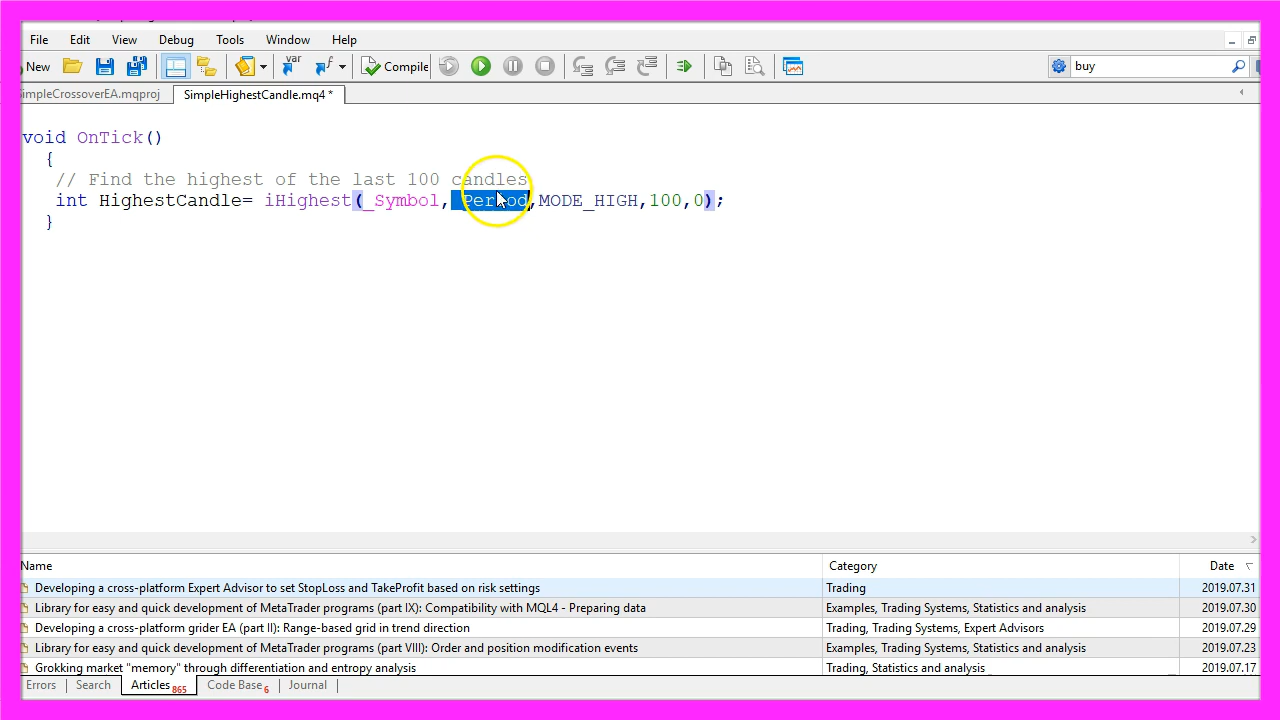 File Edit View Debug Tools Window Help
New var Compile buy
SimpleCrossoverEA.mqproj SimpleHighestCandle.mq4 *
void OnTick()
{
// Find the highest of the last 100 candles
int HighestCandle= iHighest(_Symbol,_Period,MODE_HIGH,100,0);
}
Name Category Date
Developing a cross-platform Expert Advisor to set StopLoss and TakeProfit based on risk settings Trading 2019.07.31
Library for easy and quick development of MetaTrader programs (part IX): Compatibility with MQL4 - Preparing data Examples, Trading Systems, Statistics and analysis 2019.07.30
Developing a cross-platform grider EA (part II): Range-based grid in trend direction Trading, Trading Systems, Expert Advisors 2019.07.29
Library for easy and quick development of MetaTrader programs (part VIII): Order and position modification events Examples, Trading Systems, Statistics and analysis 2019.07.23
Grokking market "memory" through differentiation and entropy analysis Trading, Statistics and analysis 2019.07.17
Errors Search Articles 865 Code Base 6 Journal